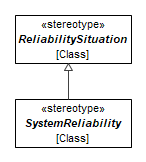 «stereotype»
ReliabilitySituation
[Class]
«stereotype»
SystemReliability
[Class]